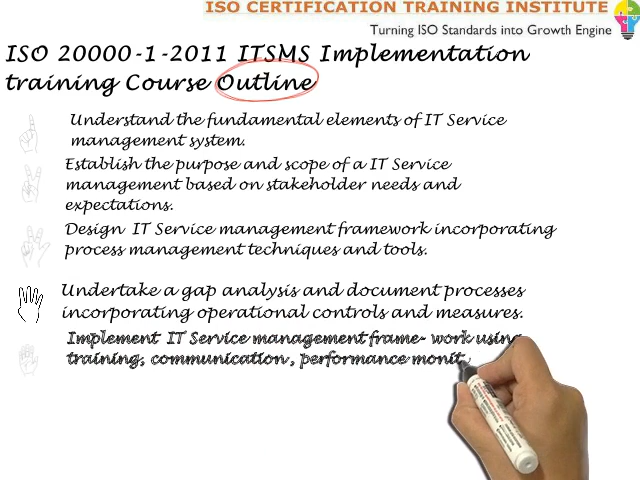 ISO CERTIFICATION TRAINING INSTITUTE
Turning ISO Standards into Growth Engine
ISO 20000-1-2011 ITSMS Implementation
training Course Outline
Understand the fundamental elements of IT Service
management system.
Establish the purpose and scope of a IT Service
management based on stakeholder needs and
expectations.
Design IT Service management framework incorporating
process management techniques and tools.
Undertake a gap analysis and document processes
incorporating operational controls and measures.
Implement IT Service management frame- work using
training, communication, performance monit